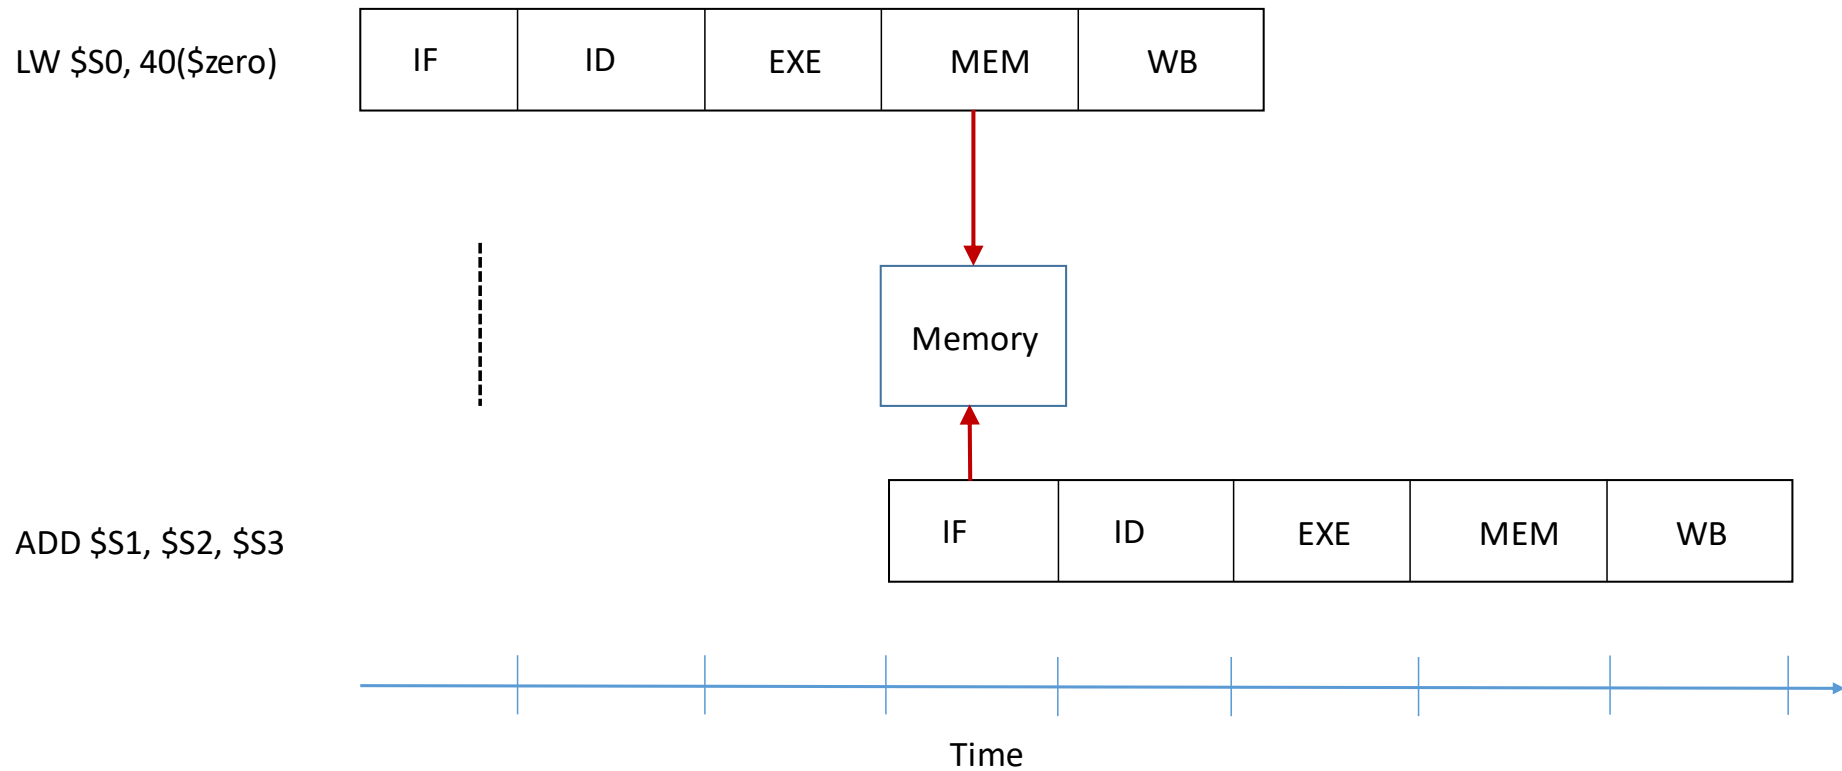 LW $S0, 40($zero)
IF ID EXE MEM WB
Memory
ADD $S1, $S2, $S3
IF ID EXE MEM WB
Time